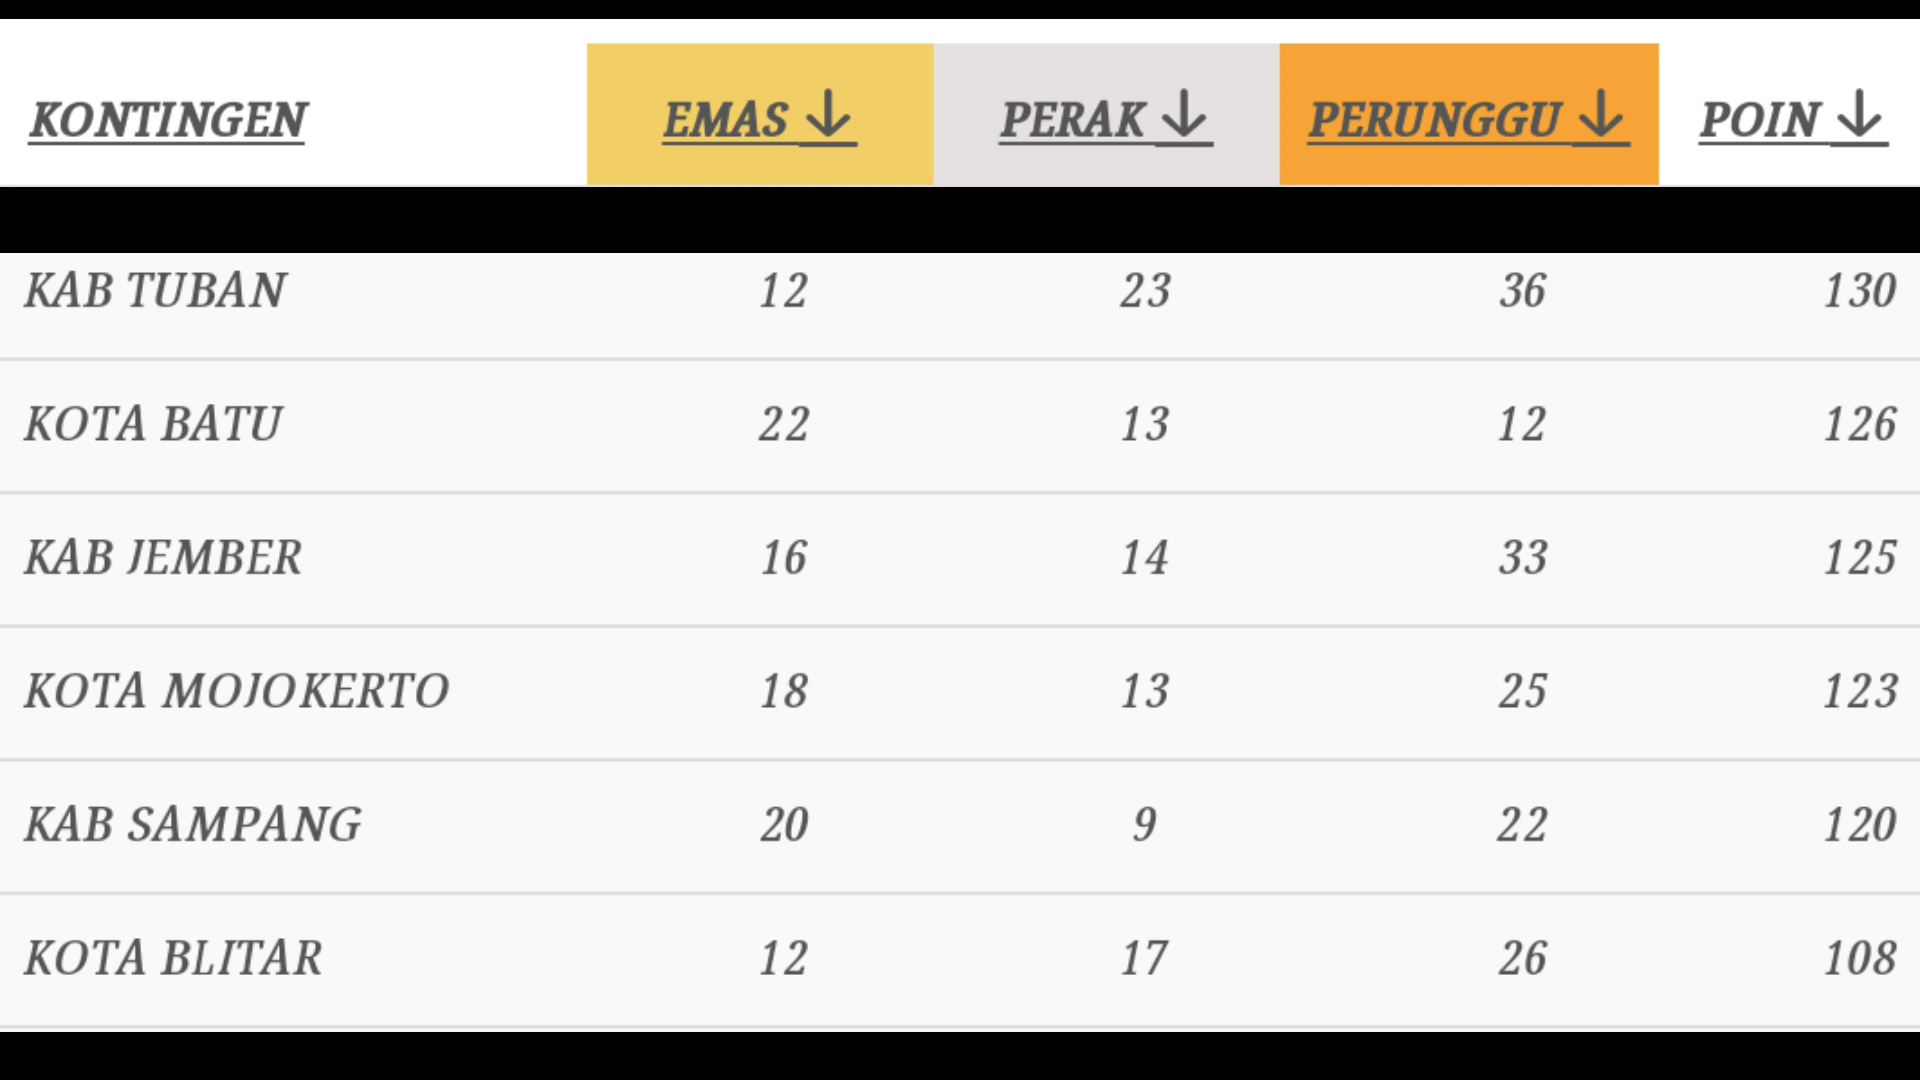 KONTINGEN EMAS ↓ PERAK ↓ PERUNGGU ↓ POIN ↓
KAB TUBAN 12 23 36 130
KOTA BATU 22 13 12 126
KAB JEMBER 16 14 33 125
KOTA MOJOKERTO 18 13 25 123
KAB SAMPANG 20 9 22 120
KOTA BLITAR 12 17 26 108